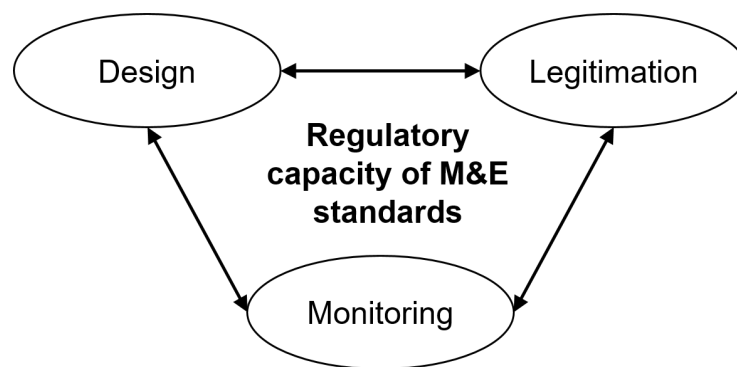 Design
Legitimation
Regulatory
capacity of M&E
standards
Monitoring